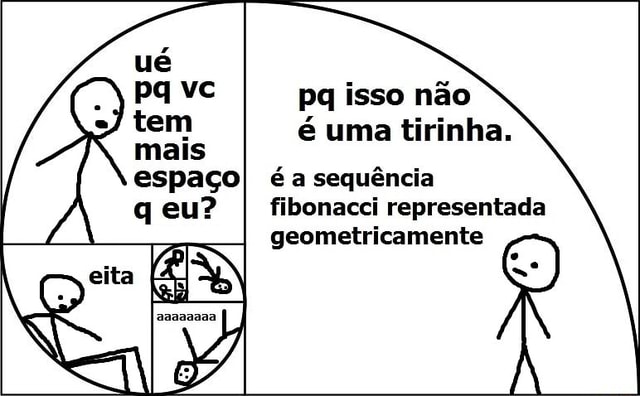 ué
pq vc
tem
mais
espaço
q eu?
pq isso não
é uma tirinha.
é a sequência
fibonacci representada
geometricamente
eita
aaaaaaaa